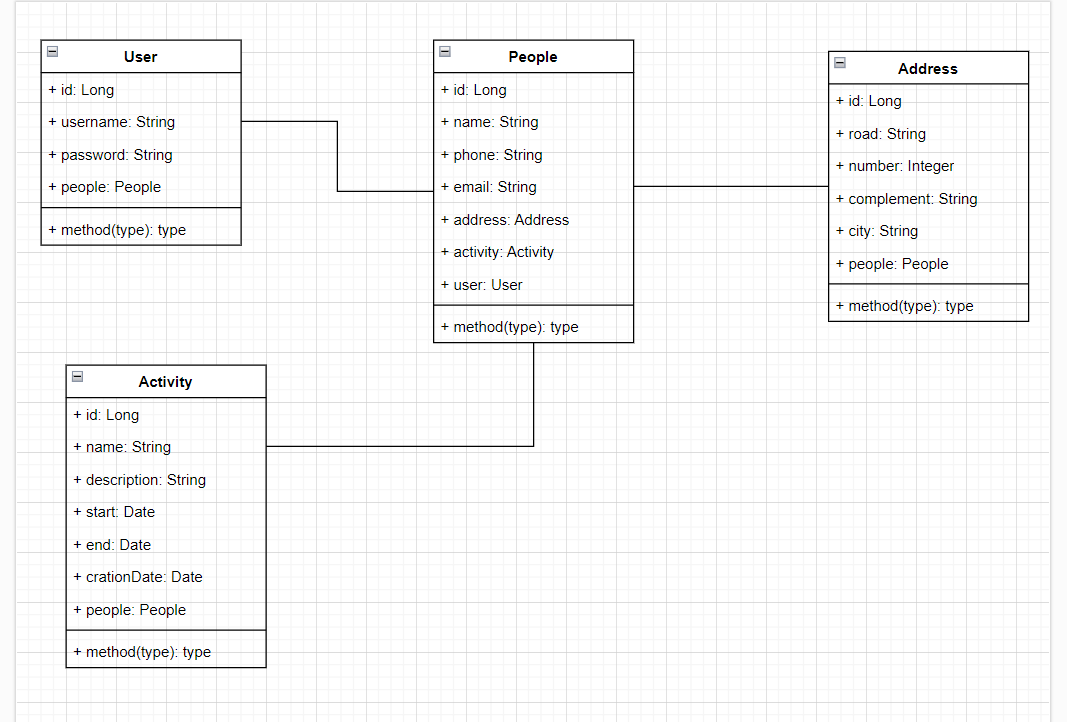 User
+ id: Long
+ username: String
+ password: String
+ people: People
+ method(type): type
People
+ id: Long
+ name: String
+ phone: String
+ email: String
+ address: Address
+ activity: Activity
+ user: User
+ method(type): type
Address
+ id: Long
+ road: String
+ number: Integer
+ complement: String
+ city: String
+ people: People
+ method(type): type
Activity
+ id: Long
+ name: String
+ description: String
+ start: Date
+ end: Date
+ crationDate: Date
+ people: People
+ method(type): type